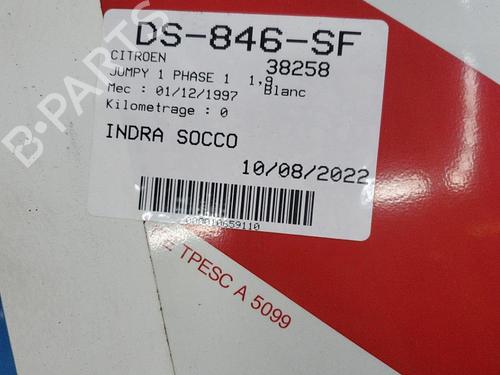 DS-846-SF
CITROEN 38258
JUMPY 1 PHASE 1 1,9
Mec : 01/12/1997 Blanc
Kilometrage : 0
INDRA SOCCO
10/08/2022
TPESC A 5099
B-PARTS